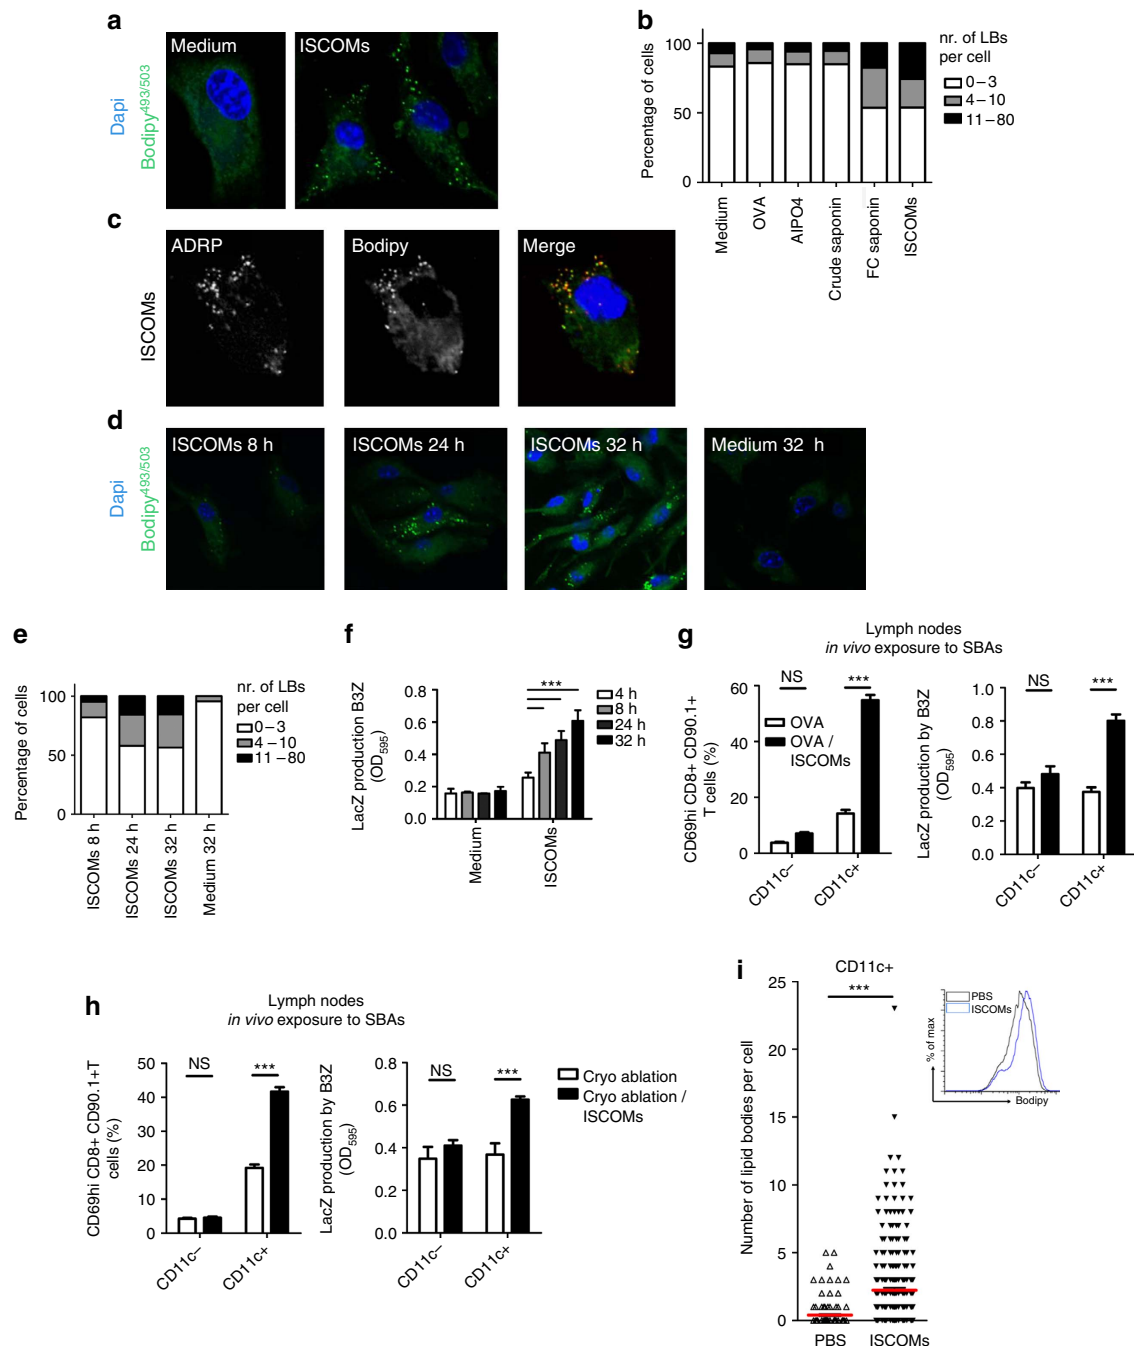 a
Medium
ISCOMs
Dapi
Bodipy493/503
b
Percentage of cells
100
50
0
nr. of LBs
per cell
0–3
4–10
11–80
Medium
OVA
AIPO4
Crude saponin
FC saponin
ISCOMs
c
ISCOMs
ADRP
Bodipy
Merge
d
Dapi
Bodipy493/503
ISCOMs 8 h
ISCOMs 24 h
ISCOMs 32 h
Medium 32 h
e
Percentage of cells
100
50
0
nr. of LBs
per cell
0–3
4–10
11–80
ISCOMs 8 h
ISCOMs 24 h
ISCOMs 32 h
Medium 32 h
f
LacZ production B3Z
(OD595)
0.8
0.6
0.4
0.2
0.0
***
4 h
8 h
24 h
32 h
Medium
ISCOMs
g
Lymph nodes
in vivo exposure to SBAs
CD69hi CD8+ CD90.1+
T cells (%)
60
40
20
0
NS
***
OVA
OVA /
ISCOMs
CD11c–
CD11c+
LacZ production by B3Z
(OD595)
1.0
0.8
0.6
0.4
0.2
0.0
NS
***
CD11c–
CD11c+
h
Lymph nodes
in vivo exposure to SBAs
CD69hi CD8+ CD90.1+T
cells (%)
50
40
30
20
10
0
NS
***
CD11c–
CD11c+
LacZ production by B3Z
(OD595)
0.8
0.6
0.4
0.2
0.0
NS
***
CD11c–
CD11c+
Cryo ablation
Cryo ablation /
ISCOMs
i
CD11c+
***
Number of lipid bodies per cell
25
20
15
10
5
0
PBS
ISCOMs
PBS
ISCOMs
% of max
Bodipy